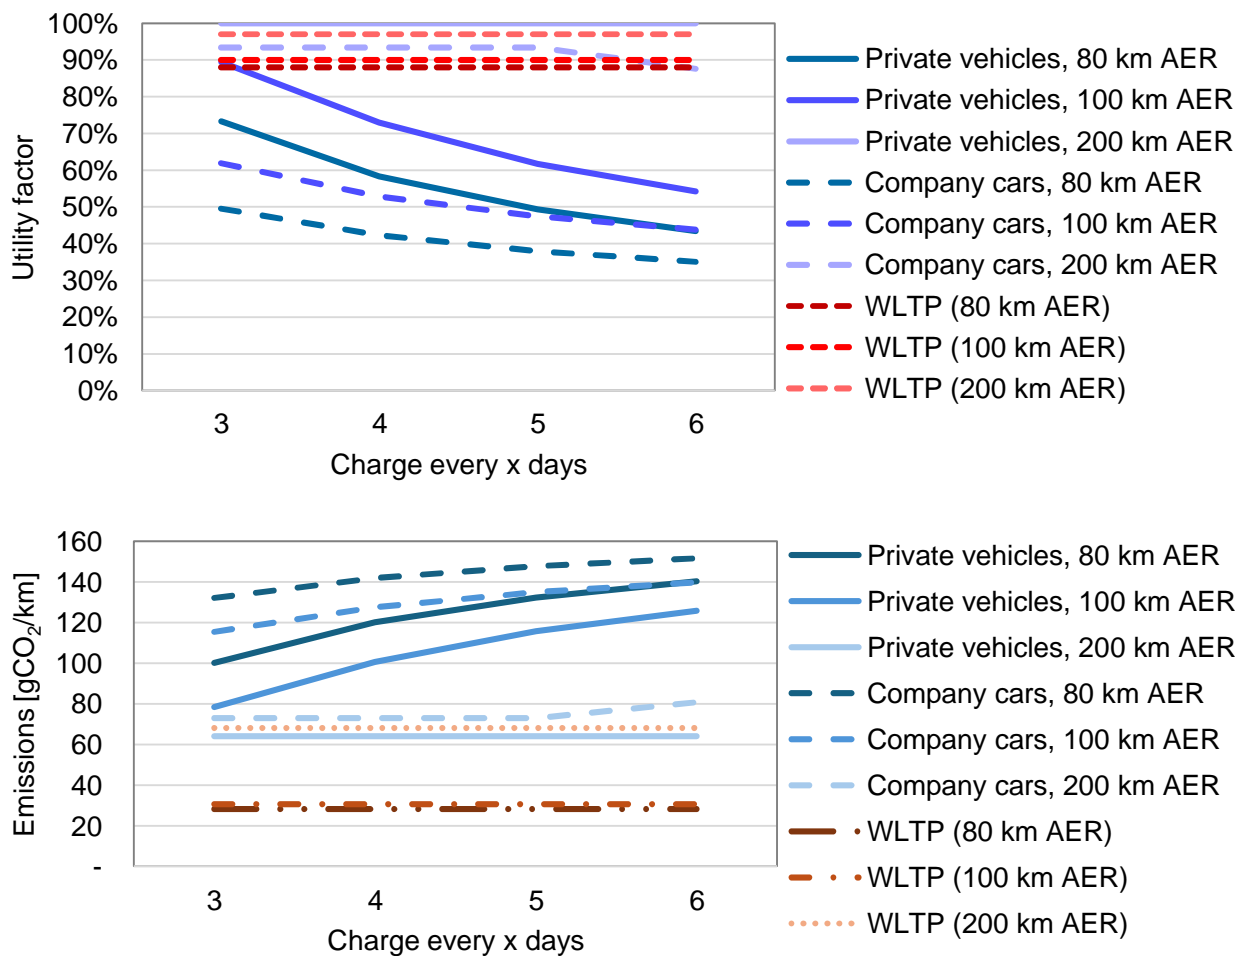 100%
90%
80%
70%
60%
50%
40%
30%
20%
10%
0%
Utility factor
3 4 5 6
Charge every x days
Private vehicles, 80 km AER
Private vehicles, 100 km AER
Private vehicles, 200 km AER
Company cars, 80 km AER
Company cars, 100 km AER
Company cars, 200 km AER
WLTP (80 km AER)
WLTP (100 km AER)
WLTP (200 km AER)
160
140
120
100
80
60
40
20
-
Emissions [gCO₂/km]
3 4 5 6
Charge every x days
Private vehicles, 80 km AER
Private vehicles, 100 km AER
Private vehicles, 200 km AER
Company cars, 80 km AER
Company cars, 100 km AER
Company cars, 200 km AER
WLTP (80 km AER)
WLTP (100 km AER)
WLTP (200 km AER)